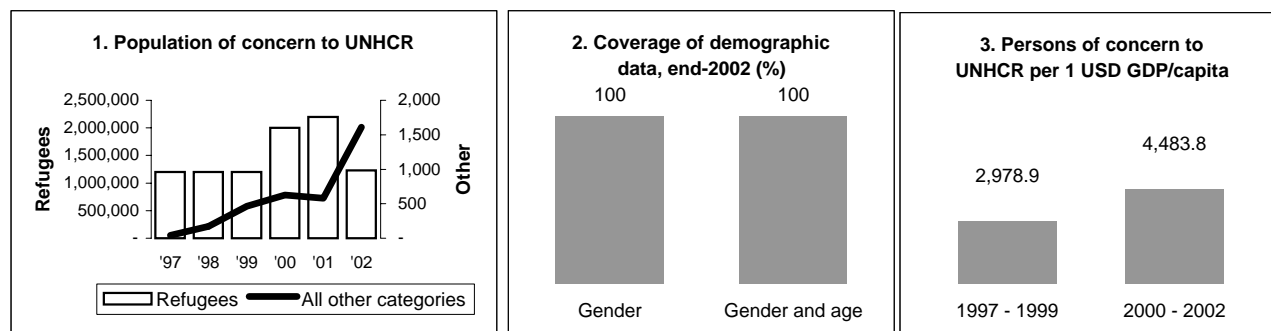 1. Population of concern to UNHCR
2,500,000
2,000,000
1,500,000
1,000,000
500,000
-
Refugees
2,000
1,500
1,000
500
-
Other
'97 '98 '99 '00 '01 '02
Refugees All other categories
2. Coverage of demographic
data, end-2002 (%)
100 100
Gender Gender and age
3. Persons of concern to
UNHCR per 1 USD GDP/capita
2,978.9
4,483.8
1997 - 1999 2000 - 2002